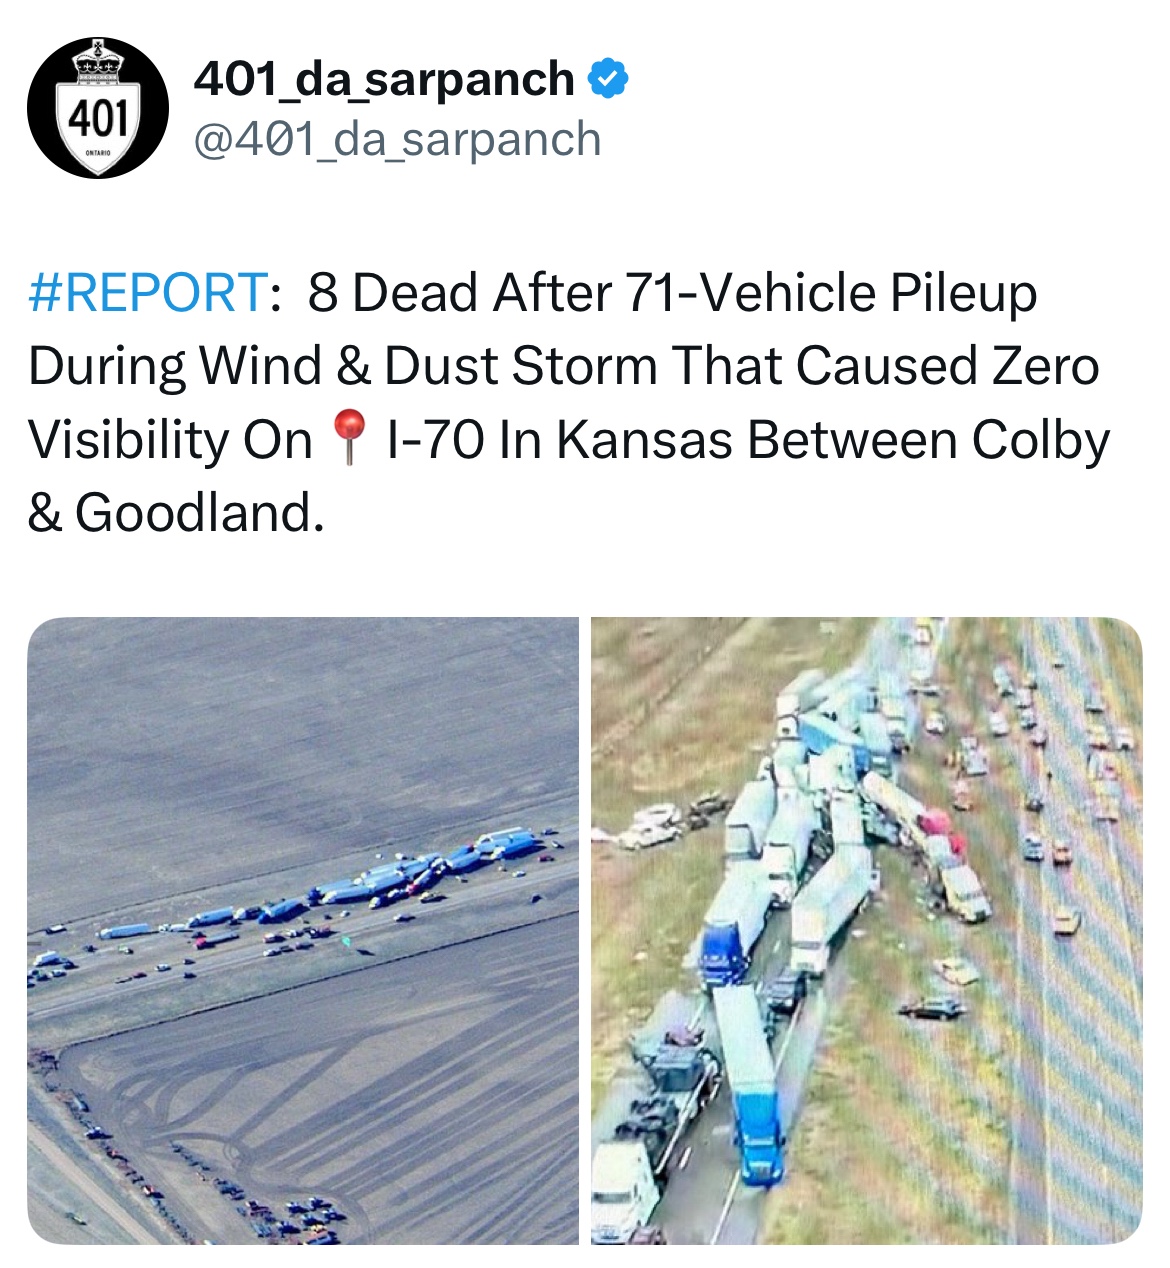 401_da_sarpanch
@401_da_sarpanch
401
ONTARIO
#REPORT:  8 Dead After 71-Vehicle Pileup
During Wind & Dust Storm That Caused Zero
Visibility On 📍 I-70 In Kansas Between Colby
& Goodland.